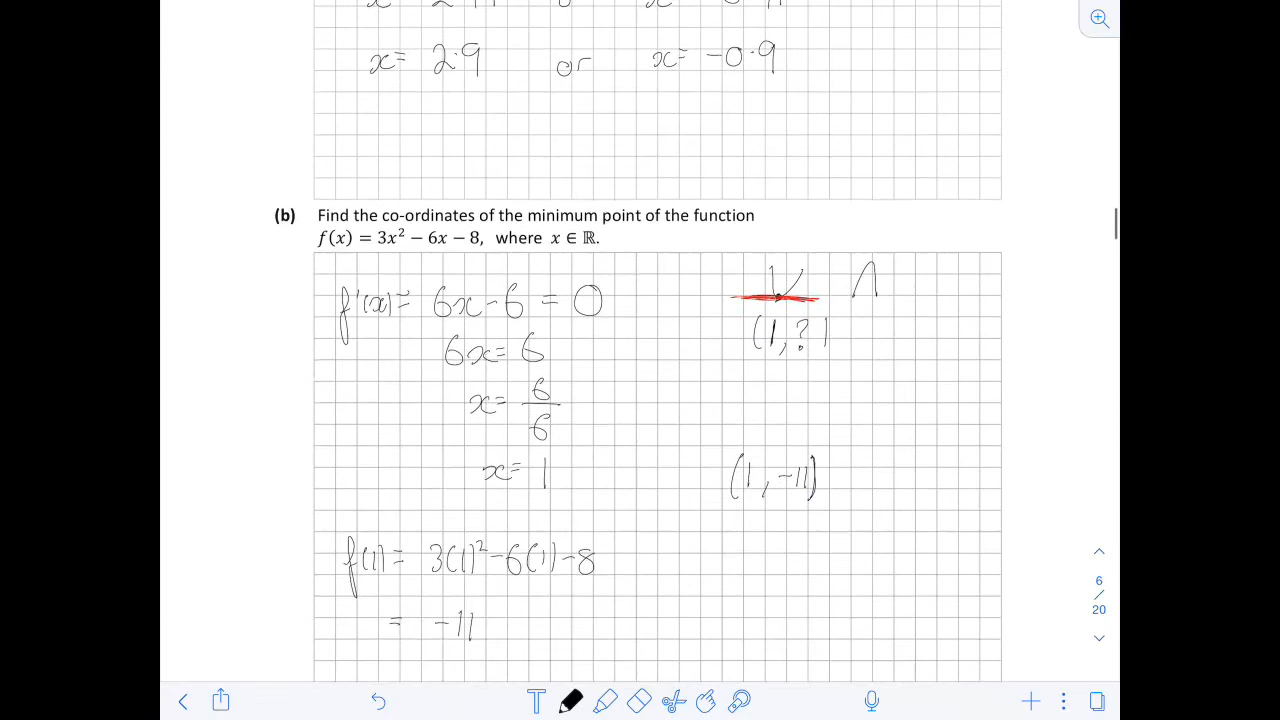 x= 2.9 or x= -0.9
(b) Find the co-ordinates of the minimum point of the function
f(x) = 3x² − 6x − 8, where x ∈ ℝ.
f'(x)= 6x-6 = 0
(1, ?)
6x= 6
x= 6/6
x= 1
(1, -11)
f(1)= 3(1)²-6(1)-8
= -11
6
/
20
T